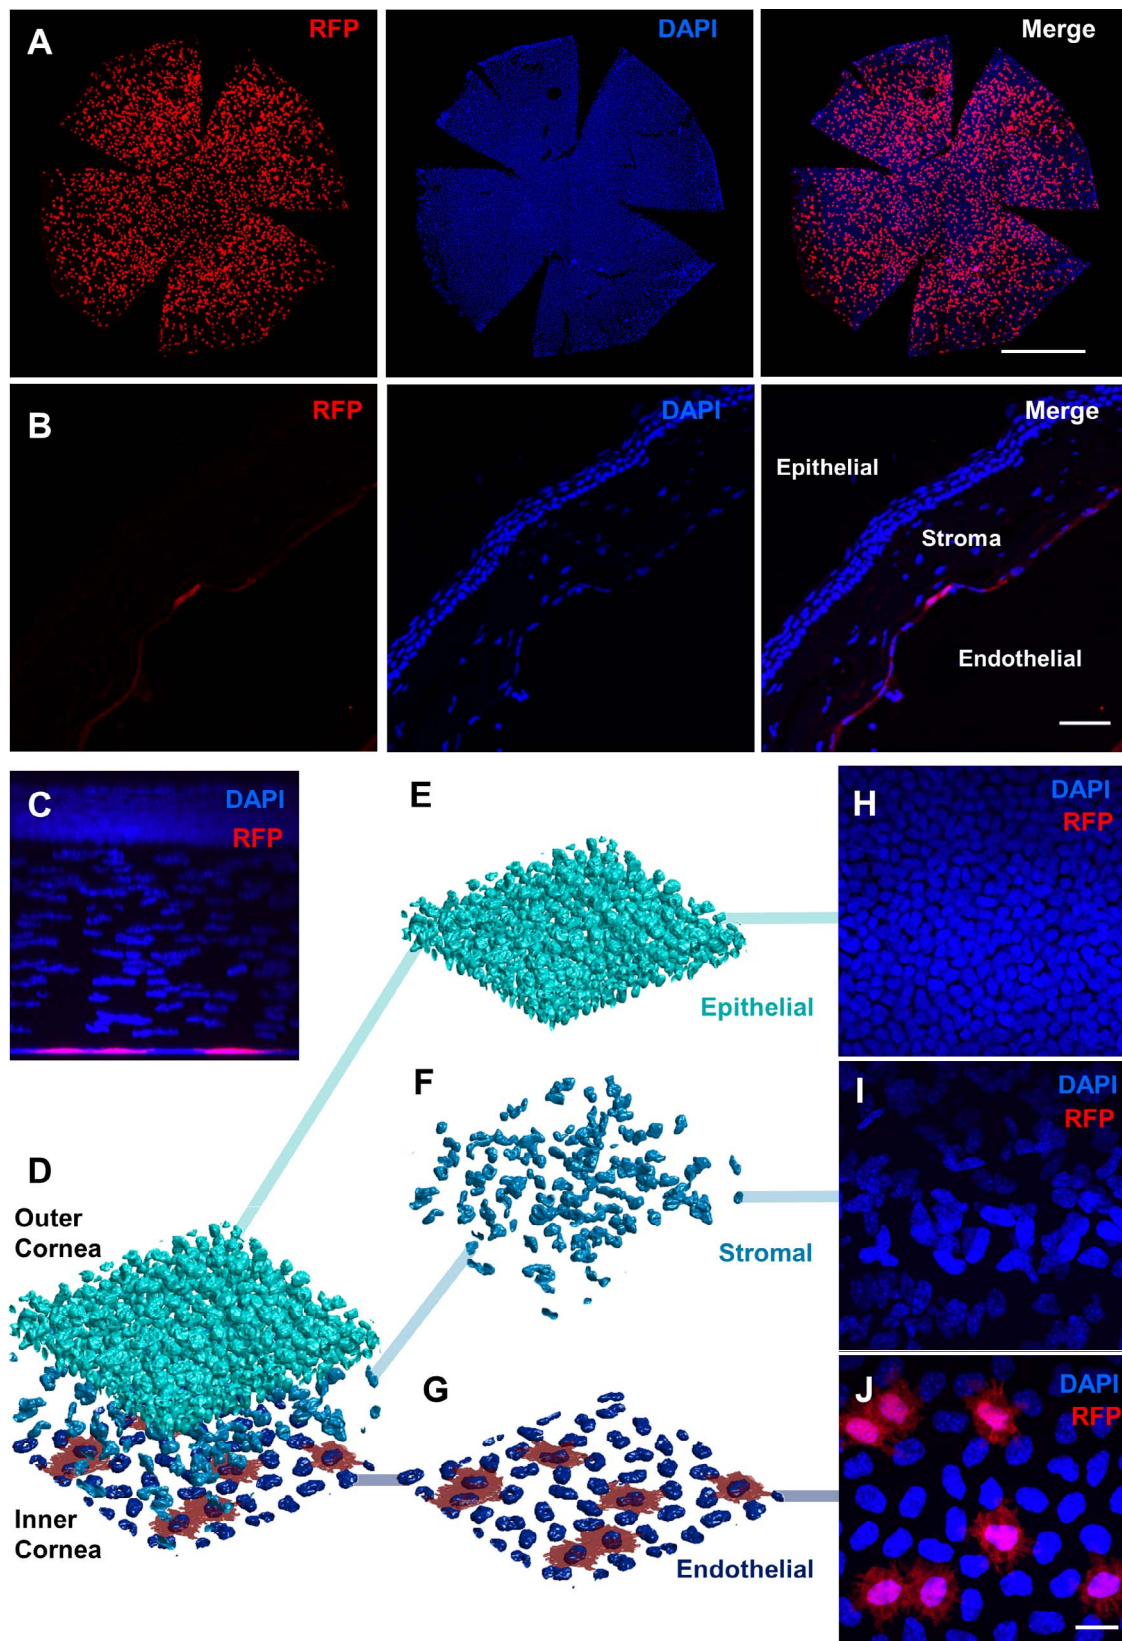 A
RFP
DAPI
Merge
B
RFP
DAPI
Merge
Epithelial
Stroma
Endothelial
C
DAPI
RFP
E
Epithelial
H
DAPI
RFP
F
Stromal
I
DAPI
RFP
D
Outer
Cornea
Inner
Cornea
G
Endothelial
J
DAPI
RFP